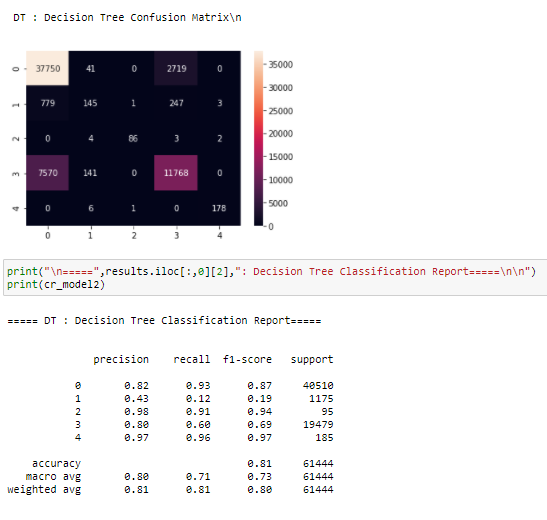 DT : Decision Tree Confusion Matrix\n
0 37750 41 0 2719 0
1 779 145 1 247 3
2 0 4 86 3 2
3 7570 141 0 11768 0
4 0 6 1 0 178
0 1 2 3 4
35000
30000
25000
20000
15000
10000
5000
0
print("\n=====",results.iloc[:,0][2],": Decision Tree Classification Report=====\n\n")
print(cr_model2)
===== DT : Decision Tree Classification Report=====
precision recall f1-score support
0 0.82 0.93 0.87 40510
1 0.43 0.12 0.19 1175
2 0.98 0.91 0.94 95
3 0.80 0.60 0.69 19479
4 0.97 0.96 0.97 185
accuracy 0.81 61444
macro avg 0.80 0.71 0.73 61444
weighted avg 0.81 0.81 0.80 61444